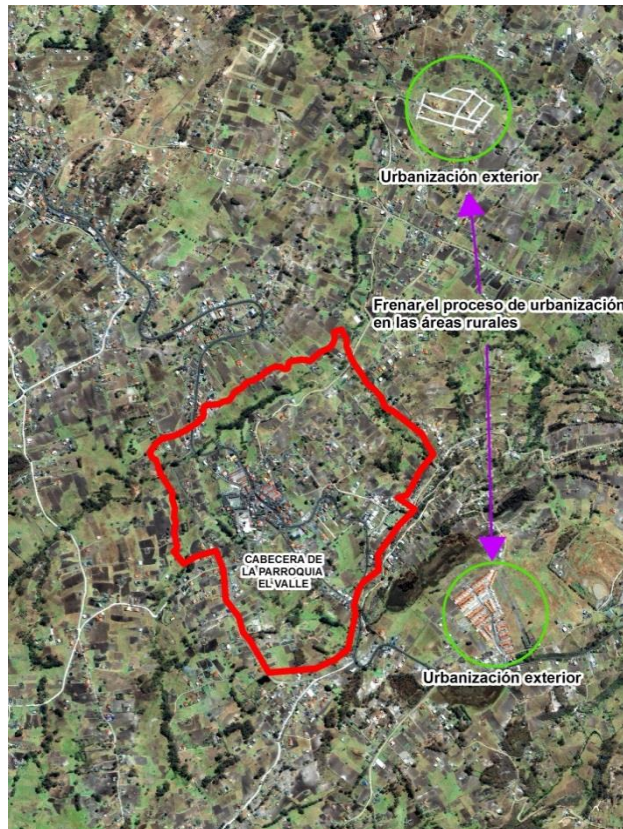 Urbanización exterior
Frenar el proceso de urbanización
en las áreas rurales
CABECERA DE
LA PARROQUIA
EL VALLE
Urbanización exterior